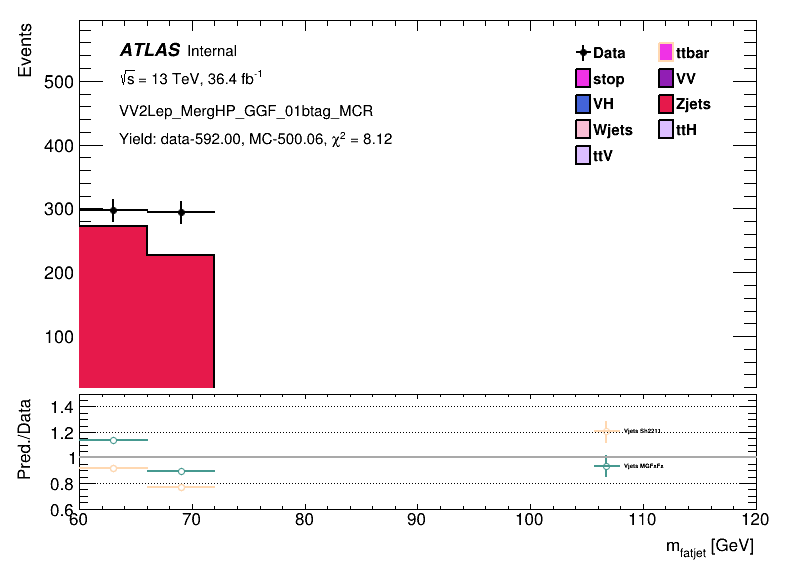 Events
ATLAS Internal
√s = 13 TeV, 36.4 fb⁻¹
VV2Lep_MergHP_GGF_01btag_MCR
Yield: data-592.00, MC-500.06, χ² = 8.12
Data
ttbar
stop
VV
VH
Zjets
Wjets
ttH
ttV
500
400
300
200
100
Pred./Data
1.4
1.2
1
0.8
0.6
Vjets Sh2211
Vjets MGFxFx
60 70 80 90 100 110 120
m_fatjet [GeV]